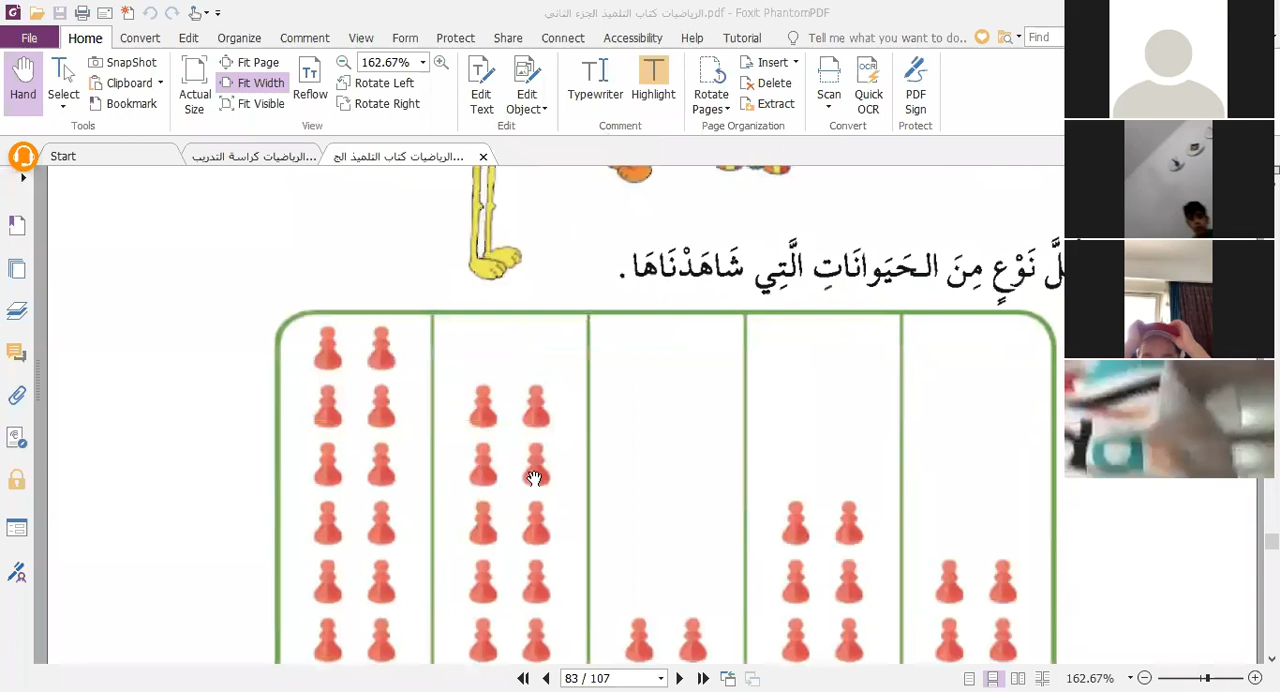 الرياضيات كتاب التلميذ الجزء الثاني.pdf - Foxit PhantomPDF
File Home Convert Edit Organize Comment View Form Protect Share Connect Accessibility Help Tutorial Tell me what you want to do.. Find
Hand
Select
SnapShot
Clipboard
Bookmark
Tools
Actual Size
Fit Page
Fit Width
Fit Visible
Reflow
162.67%
Rotate Left
Rotate Right
View
Edit Text
Edit Object
Edit
Typewriter
Highlight
Comment
Rotate Pages
Insert
Delete
Extract
Page Organization
Scan
Quick OCR
Convert
PDF Sign
Protect
Start
الرياضيات كراسة التدريب...
الرياضيات كتاب التلميذ الج...
نَوْعٍ مِنَ الْحَيَوانَاتِ الَّتِي شَاهَدْنَاهَا.
83 / 107
162.67%